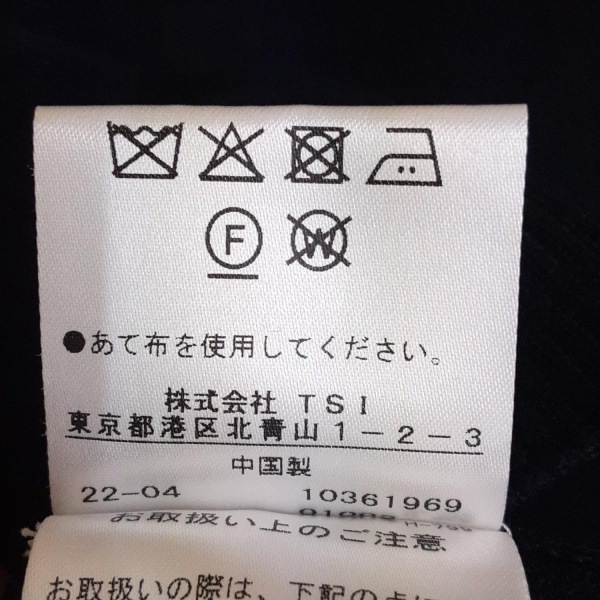 F
W
●あて布を使用してください。
株式会社 TSI
東京都港区北青山1-2-3
中国製
22-04 10361969
お取扱い上のご注意
お取扱いの際は、下記の点に